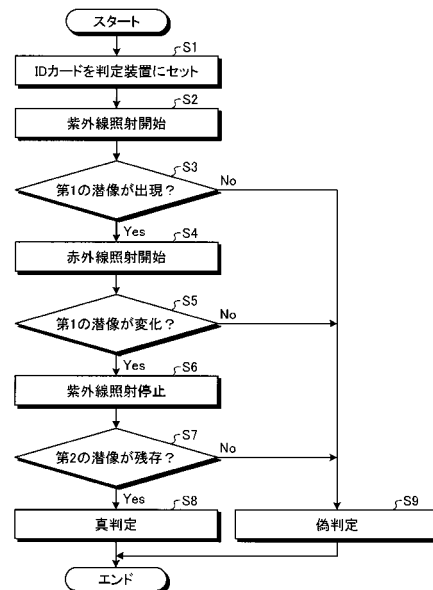 スタート
S1
IDカードを判定装置にセット
S2
紫外線照射開始
S3
第1の潜像が出現？
No
Yes
S4
赤外線照射開始
S5
第1の潜像が変化？
No
Yes
S6
紫外線照射停止
S7
第2の潜像が残存？
No
Yes
S8
真判定
S9
偽判定
エンド